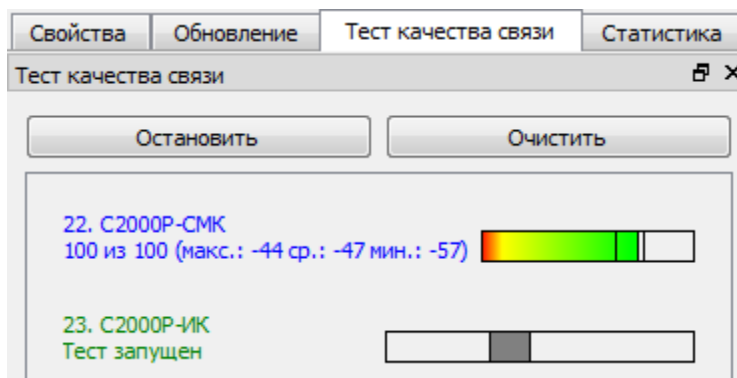 Свойства Обновление Тест качества связи Статистика
Тест качества связи
Остановить Очистить
22. С2000Р-СМК
100 из 100 (макс.: -44 ср.: -47 мин.: -57)
23. С2000Р-ИК
Тест запущен